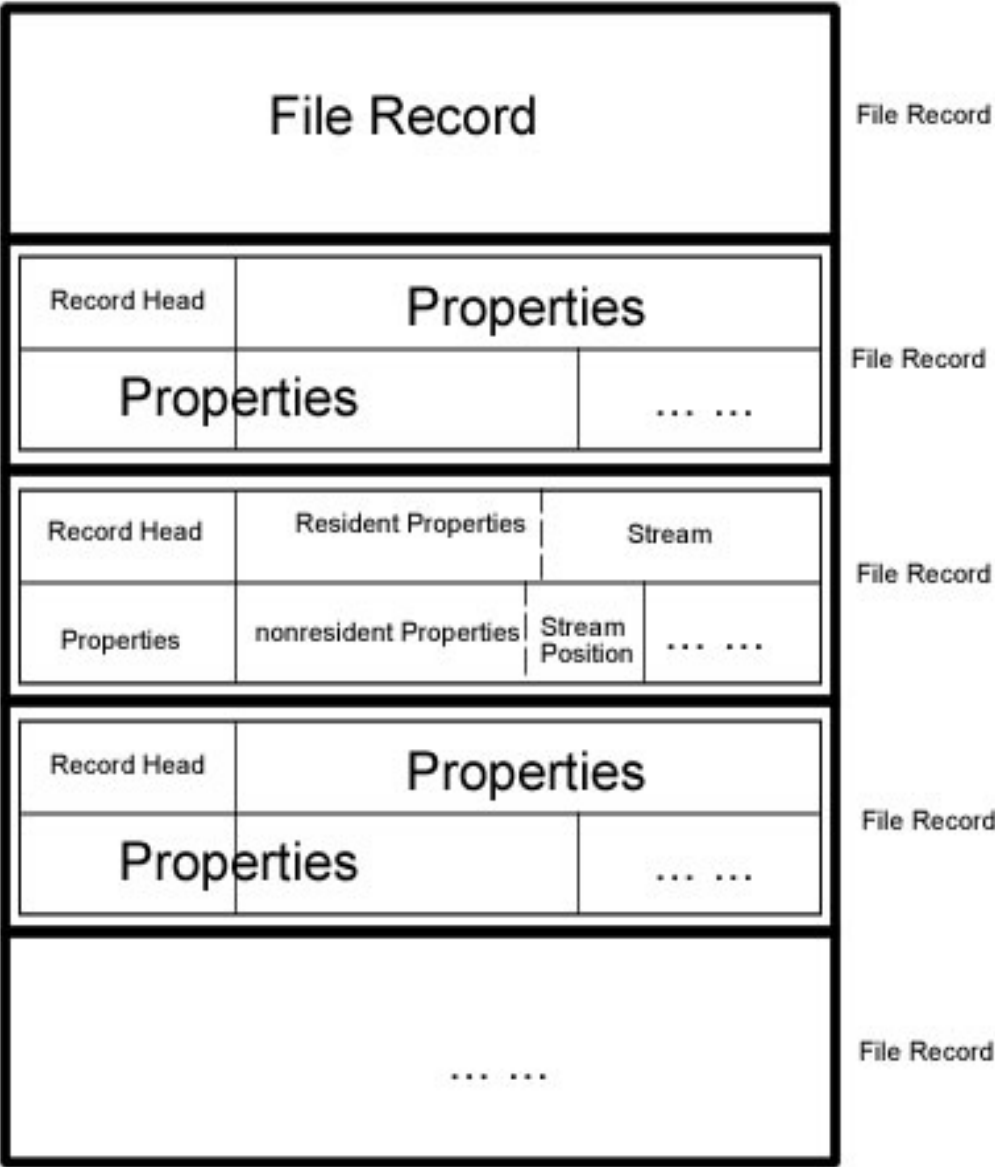 File Record
File Record
Record Head
Properties
Properties
... ...
File Record
Record Head
Resident Properties
Stream
Properties
nonresident Properties
Stream
Position
... ...
File Record
Record Head
Properties
Properties
... ...
File Record
... ...
File Record